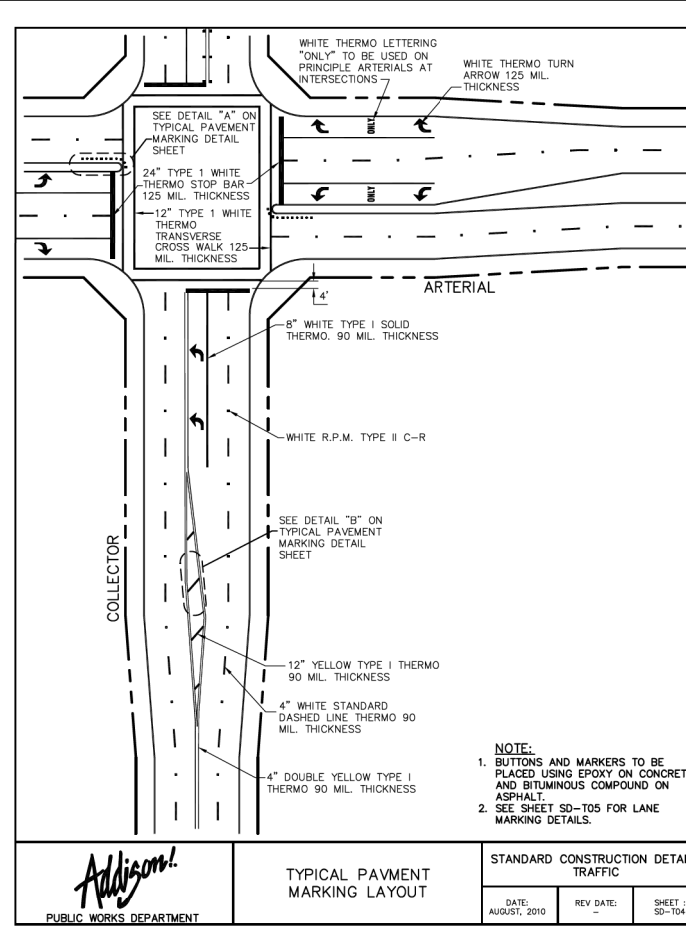 WHITE THERMO LETTERING
"ONLY" TO BE USED ON
PRINCIPLE ARTERIALS AT
INTERSECTIONS
WHITE THERMO TURN
ARROW 125 MIL.
THICKNESS
SEE DETAIL "A" ON
TYPICAL PAVEMENT
MARKING DETAIL
SHEET
24" TYPE 1 WHITE
THERMO STOP BAR
125 MIL. THICKNESS
12" TYPE 1 WHITE
THERMO
TRANSVERSE
CROSS WALK 125
MIL. THICKNESS
ONLY
ONLY
ARTERIAL
4'
8" WHITE TYPE I SOLID
THERMO. 90 MIL. THICKNESS
WHITE R.P.M. TYPE II C-R
SEE DETAIL "B" ON
TYPICAL PAVEMENT
MARKING DETAIL
SHEET
COLLECTOR
12" YELLOW TYPE I THERMO
90 MIL. THICKNESS
4" WHITE STANDARD
DASHED LINE THERMO 90
MIL. THICKNESS
4" DOUBLE YELLOW TYPE I
THERMO 90 MIL. THICKNESS
NOTE:
1. BUTTONS AND MARKERS TO BE
PLACED USING EPOXY ON CONCRET
AND BITUMINOUS COMPOUND ON
ASPHALT.
2. SEE SHEET SD-T05 FOR LANE
MARKING DETAILS.
Addison!
PUBLIC WORKS DEPARTMENT
TYPICAL PAVMENT
MARKING LAYOUT
STANDARD CONSTRUCTION DETAI
TRAFFIC
DATE:
AUGUST, 2010
REV DATE:
-
SHEET :
SD-T04